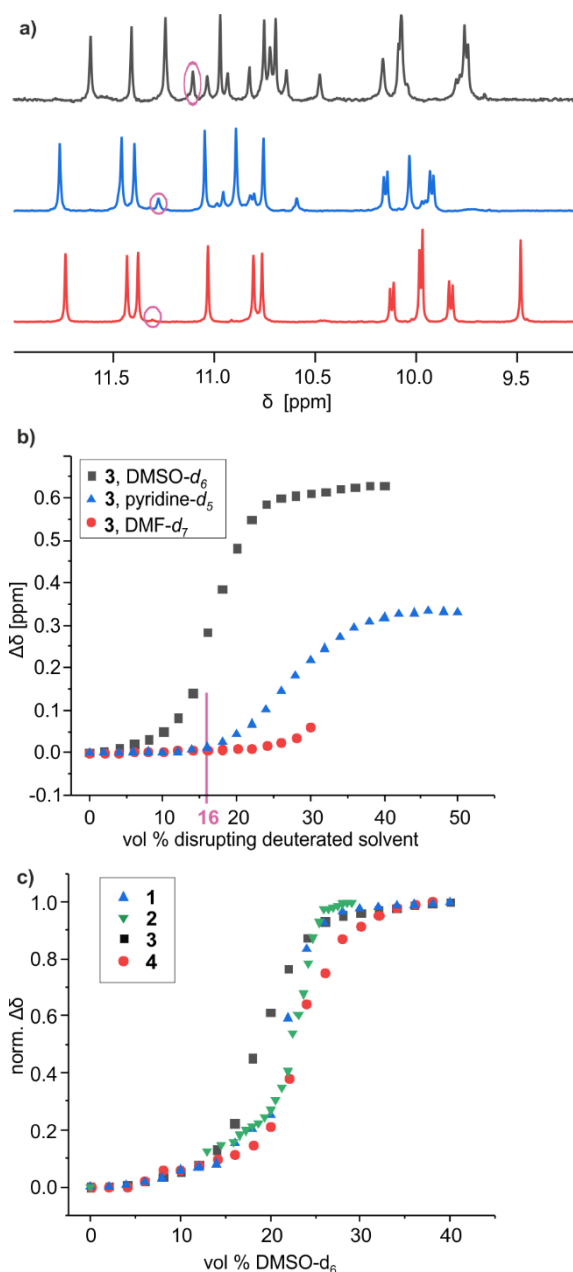 a)
11.5 11.0 10.5 10.0 9.5
δ [ppm]
b)
3, DMSO-d6
3, pyridine-d5
3, DMF-d7
0.6
0.5
0.4
0.3
0.2
0.1
0.0
-0.1
Δδ [ppm]
0 10 16 20 30 40 50
vol % disrupting deuterated solvent
c)
1
2
3
4
1.0
0.8
0.6
0.4
0.2
0.0
norm. Δδ
0 10 20 30 40
vol % DMSO-d6